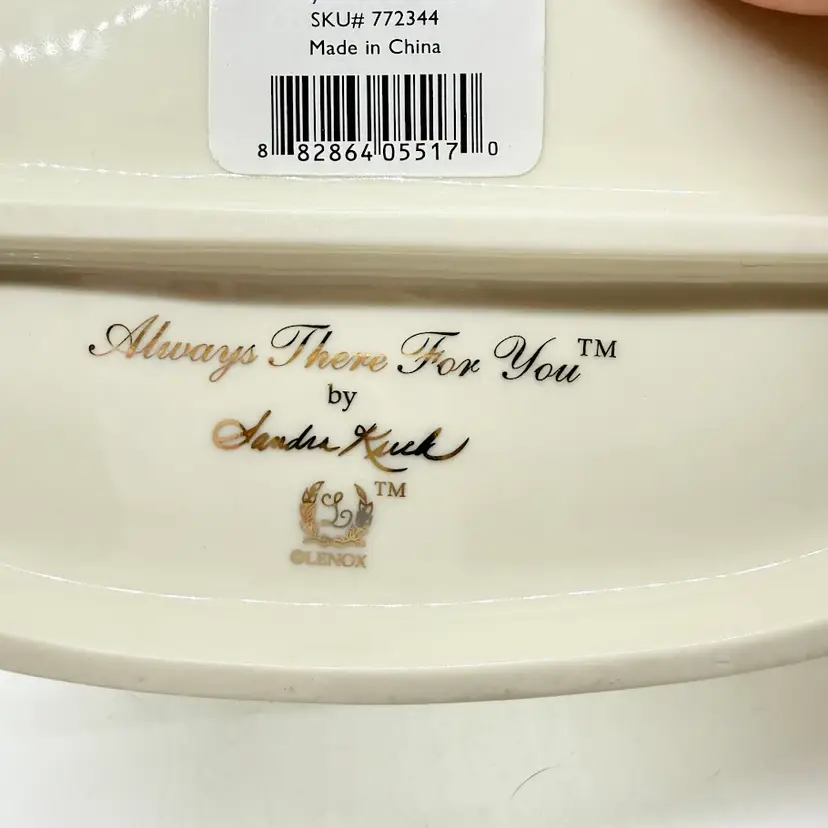 SKU# 772344
Made in China
8 82864 05517 0
Always There For You™
by
Sandra Kuck
L ™
©LENOX